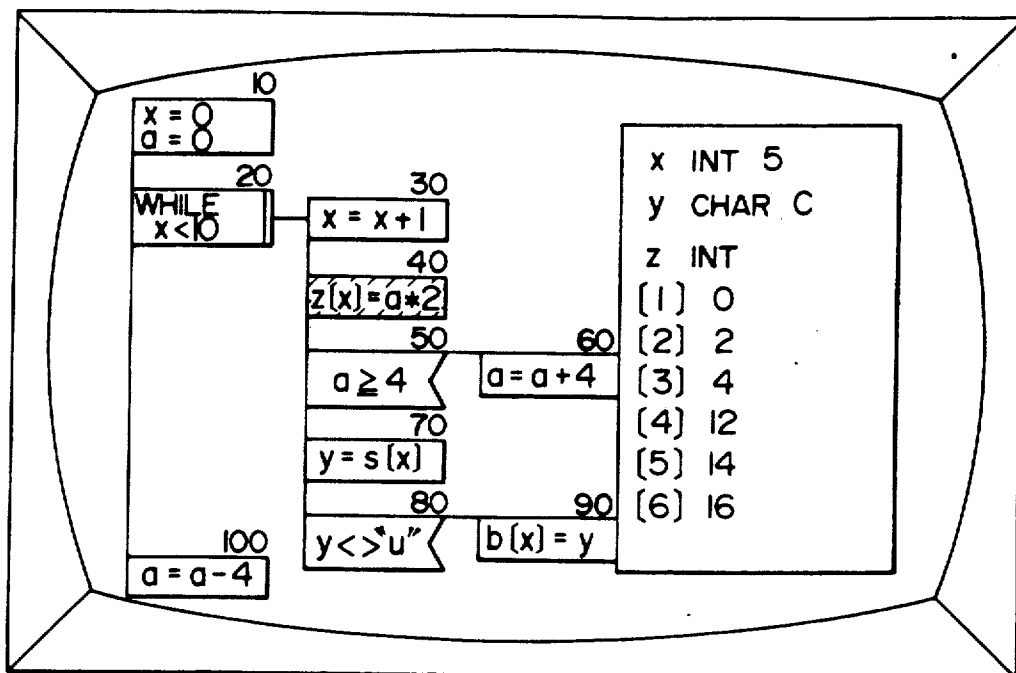 10
x = 0
a = 0
20
WHILE
x<10
30
x = x+1
40
z[x]=a*2
50
a ≥ 4
60
a = a+4
70
y = s[x]
80
y<>"u"
90
b[x] = y
100
a = a-4
x INT 5
y CHAR C
z INT
[1] 0
[2] 2
[3] 4
[4] 12
[5] 14
[6] 16